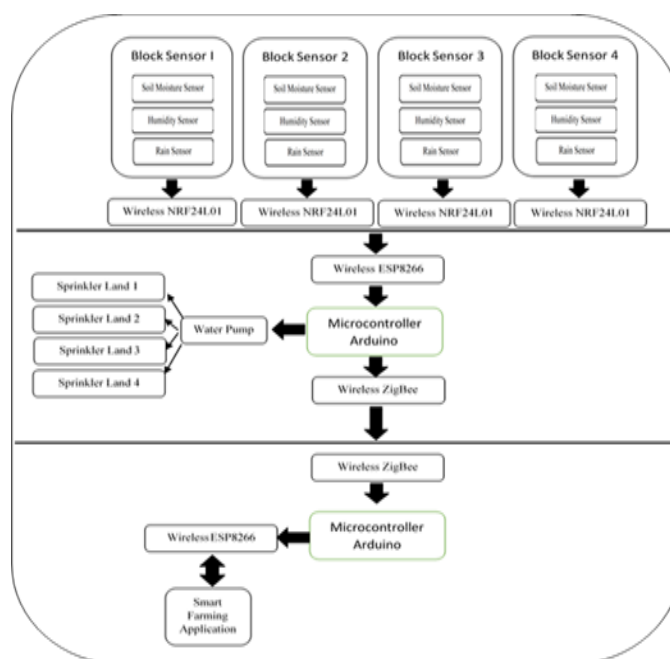 Block Sensor 1
Soil Moisture Sensor
Humidity Sensor
Rain Sensor
Wireless NRF24L01
Block Sensor 2
Soil Moisture Sensor
Humidity Sensor
Rain Sensor
Wireless NRF24L01
Block Sensor 3
Soil Moisture Sensor
Humidity Sensor
Rain Sensor
Wireless NRF24L01
Block Sensor 4
Soil Moisture Sensor
Humidity Sensor
Rain Sensor
Wireless NRF24L01
Wireless ESP8266
Microcontroller
Arduino
Water Pump
Sprinkler Land 1
Sprinkler Land 2
Sprinkler Land 3
Sprinkler Land 4
Wireless ZigBee
Wireless ZigBee
Microcontroller
Arduino
Wireless ESP8266
Smart
Farming
Application